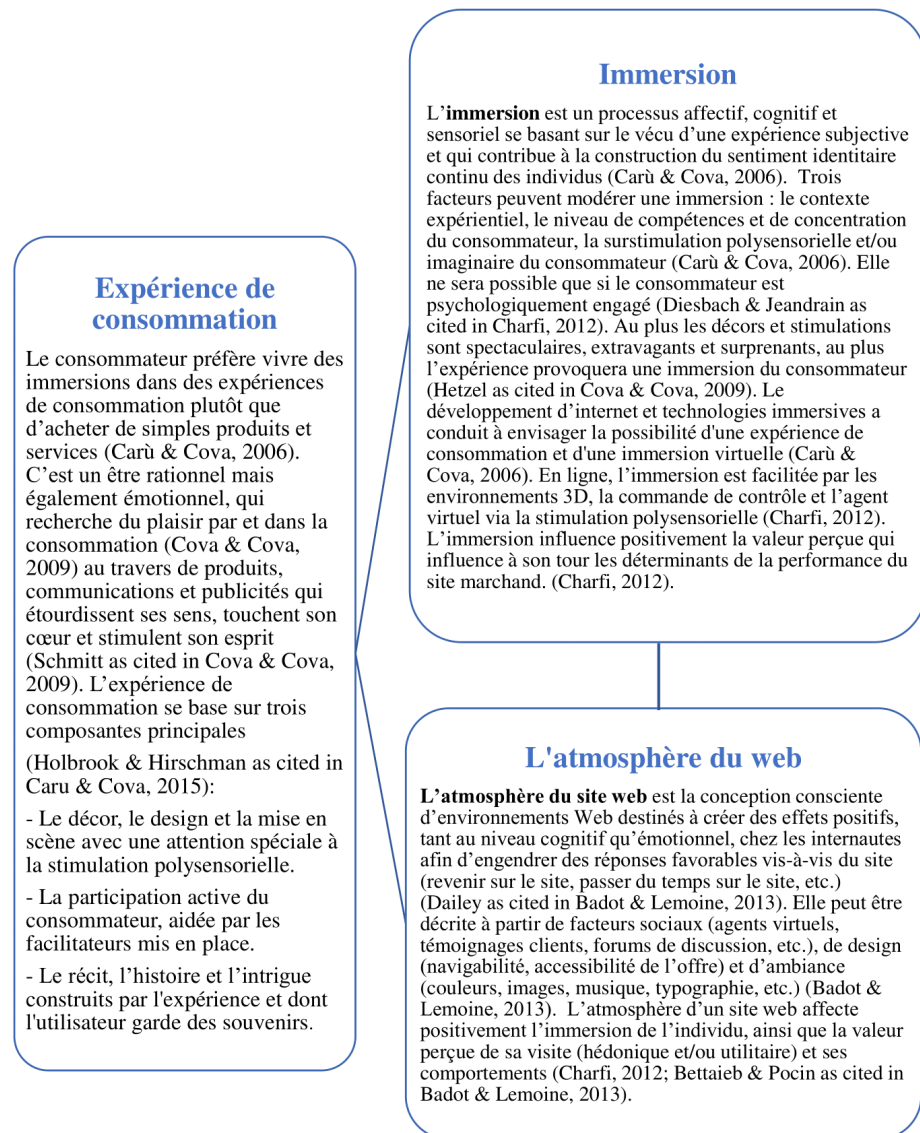 Expérience de
consommation
Le consommateur préfère vivre des
immersions dans des expériences
de consommation plutôt que
d’acheter de simples produits et
services (Carù & Cova, 2006).
C’est un être rationnel mais
également émotionnel, qui
recherche du plaisir par et dans la
consommation (Cova & Cova,
2009) au travers de produits,
communications et publicités qui
étourdissent ses sens, touchent son
cœur et stimulent son esprit
(Schmitt as cited in Cova & Cova,
2009). L’expérience de
consommation se base sur trois
composantes principales
(Holbrook & Hirschman as cited in
Caru & Cova, 2015):
- Le décor, le design et la mise en
scène avec une attention spéciale à
la stimulation polysensorielle.
- La participation active du
consommateur, aidée par les
facilitateurs mis en place.
- Le récit, l’histoire et l’intrigue
construits par l'expérience et dont
l'utilisateur garde des souvenirs.
Immersion
L’immersion est un processus affectif, cognitif et
sensoriel se basant sur le vécu d’une expérience subjective
et qui contribue à la construction du sentiment identitaire
continu des individus (Carù & Cova, 2006). Trois
facteurs peuvent modérer une immersion : le contexte
expérientiel, le niveau de compétences et de concentration
du consommateur, la surstimulation polysensorielle et/ou
imaginaire du consommateur (Carù & Cova, 2006). Elle
ne sera possible que si le consommateur est
psychologiquement engagé (Diesbach & Jeandrain as
cited in Charfi, 2012). Au plus les décors et stimulations
sont spectaculaires, extravagants et surprenants, au plus
l’expérience provoquera une immersion du consommateur
(Hetzel as cited in Cova & Cova, 2009). Le
développement d’internet et technologies immersives a
conduit à envisager la possibilité d'une expérience de
consommation et d'une immersion virtuelle (Carù &
Cova, 2006). En ligne, l’immersion est facilitée par les
environnements 3D, la commande de contrôle et l’agent
virtuel via la stimulation polysensorielle (Charfi, 2012).
L’immersion influence positivement la valeur perçue qui
influence à son tour les déterminants de la performance du
site marchand. (Charfi, 2012).
L'atmosphère du web
L’atmosphère du site web est la conception consciente
d’environnements Web destinés à créer des effets positifs,
tant au niveau cognitif qu’émotionnel, chez les internautes
afin d’engendrer des réponses favorables vis-à-vis du site
(revenir sur le site, passer du temps sur le site, etc.)
(Dailey as cited in Badot & Lemoine, 2013). Elle peut être
décrite à partir de facteurs sociaux (agents virtuels,
témoignages clients, forums de discussion, etc.), de design
(navigabilité, accessibilité de l’offre) et d’ambiance
(couleurs, images, musique, typographie, etc.) (Badot &
Lemoine, 2013). L’atmosphère d’un site web affecte
positivement l’immersion de l’individu, ainsi que la valeur
perçue de sa visite (hédonique et/ou utilitaire) et ses
comportements (Charfi, 2012; Bettaieb & Pocin as cited in
Badot & Lemoine, 2013).